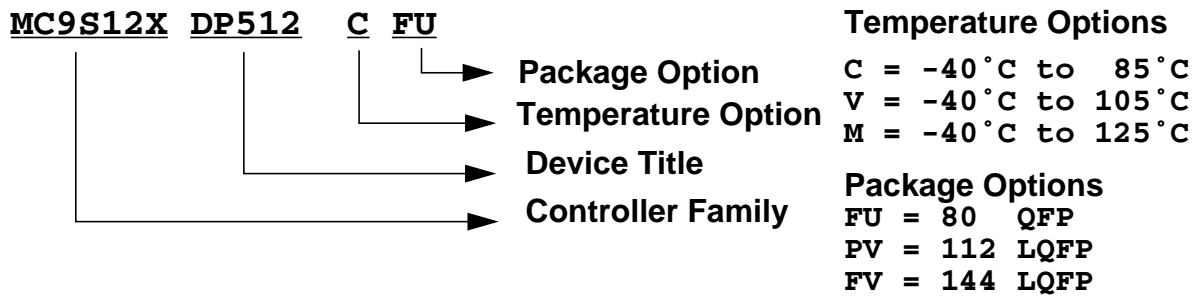 MC9S12X DP512 C FU
Package Option
Temperature Option
Device Title
Controller Family
Temperature Options
C = -40˚C to 85˚C
V = -40˚C to 105˚C
M = -40˚C to 125˚C
Package Options
FU = 80 QFP
PV = 112 LQFP
FV = 144 LQFP